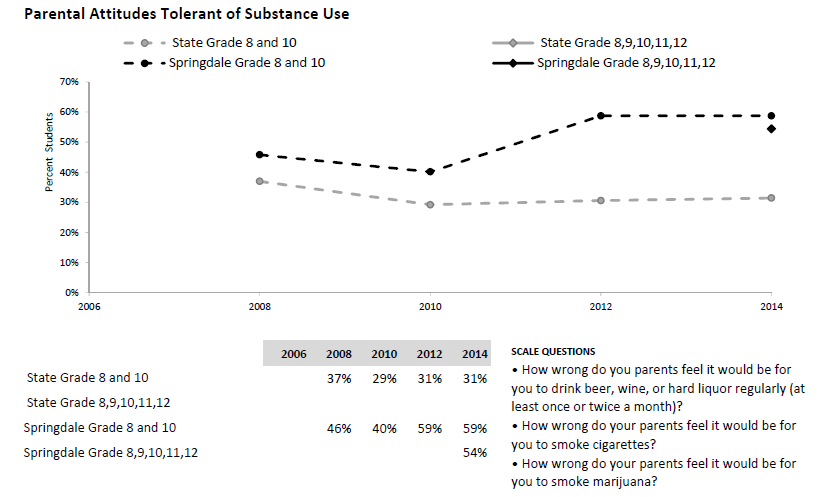 Parental Attitudes Tolerant of Substance Use
State Grade 8 and 10
State Grade 8,9,10,11,12
Springdale Grade 8 and 10
Springdale Grade 8,9,10,11,12
Percent Students
70%
60%
50%
40%
30%
20%
10%
0%
2006 2008 2010 2012 2014
2006 2008 2010 2012 2014
State Grade 8 and 10 37% 29% 31% 31%
State Grade 8,9,10,11,12
Springdale Grade 8 and 10 46% 40% 59% 59%
Springdale Grade 8,9,10,11,12 54%
SCALE QUESTIONS
• How wrong do you parents feel it would be for
you to drink beer, wine, or hard liquor regularly (at
least once or twice a month)?
• How wrong do your parents feel it would be for
you to smoke cigarettes?
• How wrong do your parents feel it would be for
you to smoke marijuana?